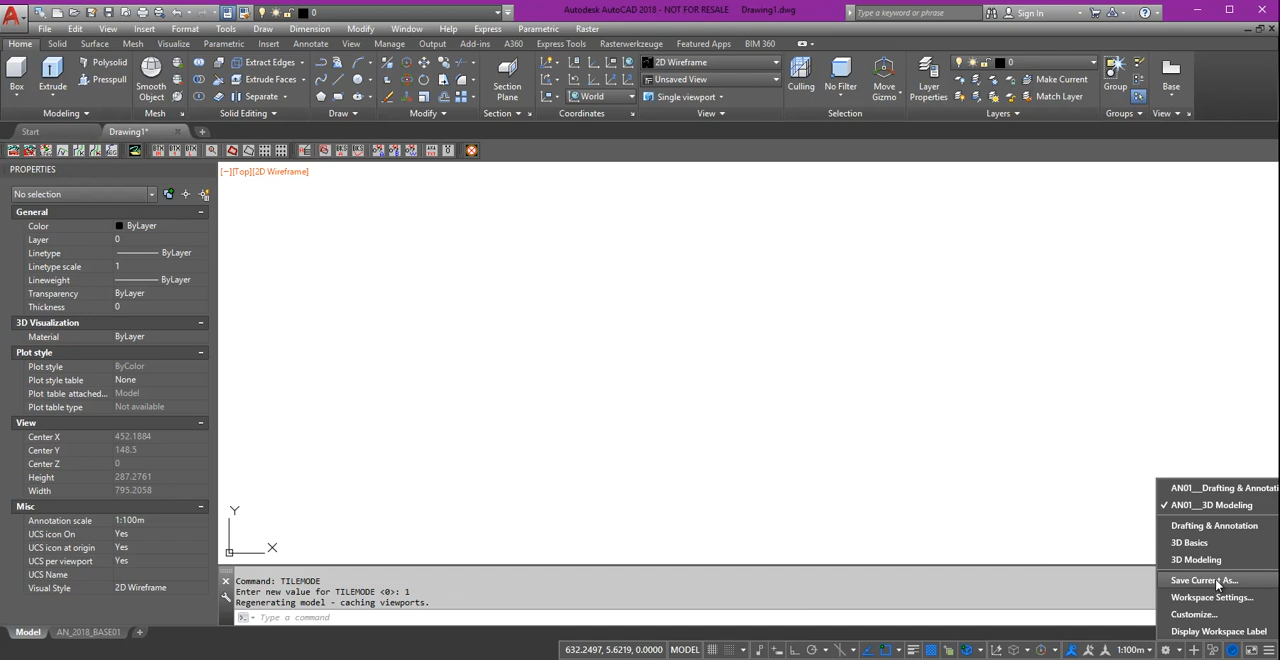 Autodesk AutoCAD 2018 - NOT FOR RESALE Drawing1.dwg
Type a keyword or phrase
Sign In
File Edit View Insert Format Tools Draw Dimension Modify Parametric Window Help Express Raster
Home Solid Surface Mesh Visualize Parametric Insert Annotate View Manage Output Add-ins A360 Express Tools Rasterwerkzeuge Featured Apps BIM 360
Box
Extrude
Polysolid
Presspull
Smooth
Object
Extract Edges
Extrude Faces
Separate
Section
Plane
World
2D Wireframe
Unsaved View
Single viewport
Culling
No Filter
Move
Gizmo
Layer
Properties
0
Make Current
Match Layer
Group
Base
Modeling Mesh Solid Editing Draw Modify Section Coordinates View Selection Layers Groups View
Start Drawing1*
PROPERTIES
No selection
General
Color ByLayer
Layer 0
Linetype ByLayer
Linetype scale 1
Lineweight ByLayer
Transparency ByLayer
Thickness 0
3D Visualization
Material ByLayer
Plot style
Plot style ByColor
Plot style table None
Plot table attached... Model
Plot table type Not available
View
Center X 452.1884
Center Y 148.5
Center Z 0
Height 287.2761
Width 795.2058
Misc
Annotation scale 1:100m
UCS icon On Yes
UCS icon at origin Yes
UCS per viewport Yes
UCS Name
Visual Style 2D Wireframe
[−][Top][2D Wireframe]
Y
X
Command: TILEMODE
Enter new value for TILEMODE <0>: 1
Regenerating model - caching viewports.
Type a command
AN01__Drafting & Annotati
AN01__3D Modeling
Drafting & Annotation
3D Basics
3D Modeling
Save Current As...
Workspace Settings...
Customize...
Display Workspace Label
Model AN_2018_BASE01
632.2497, 5.6219, 0.0000 MODEL 1:100m